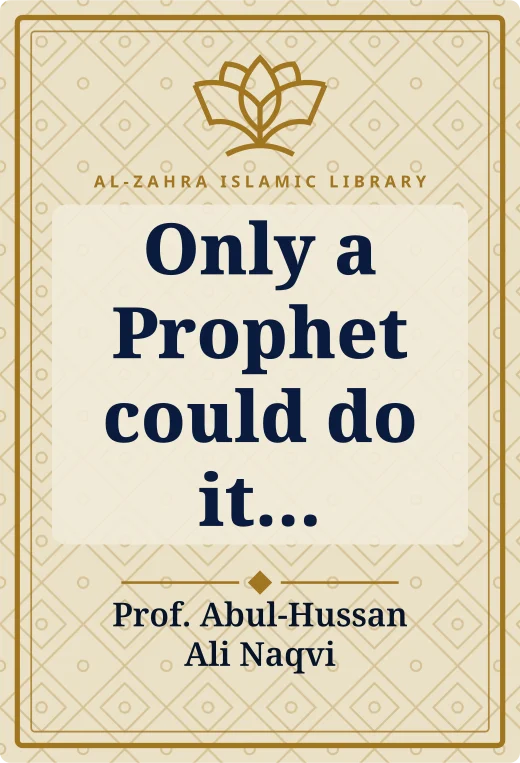 AL-ZAHRA ISLAMIC LIBRARY
Only a
Prophet
could do
it...
Prof. Abul-Hussan
Ali Naqvi